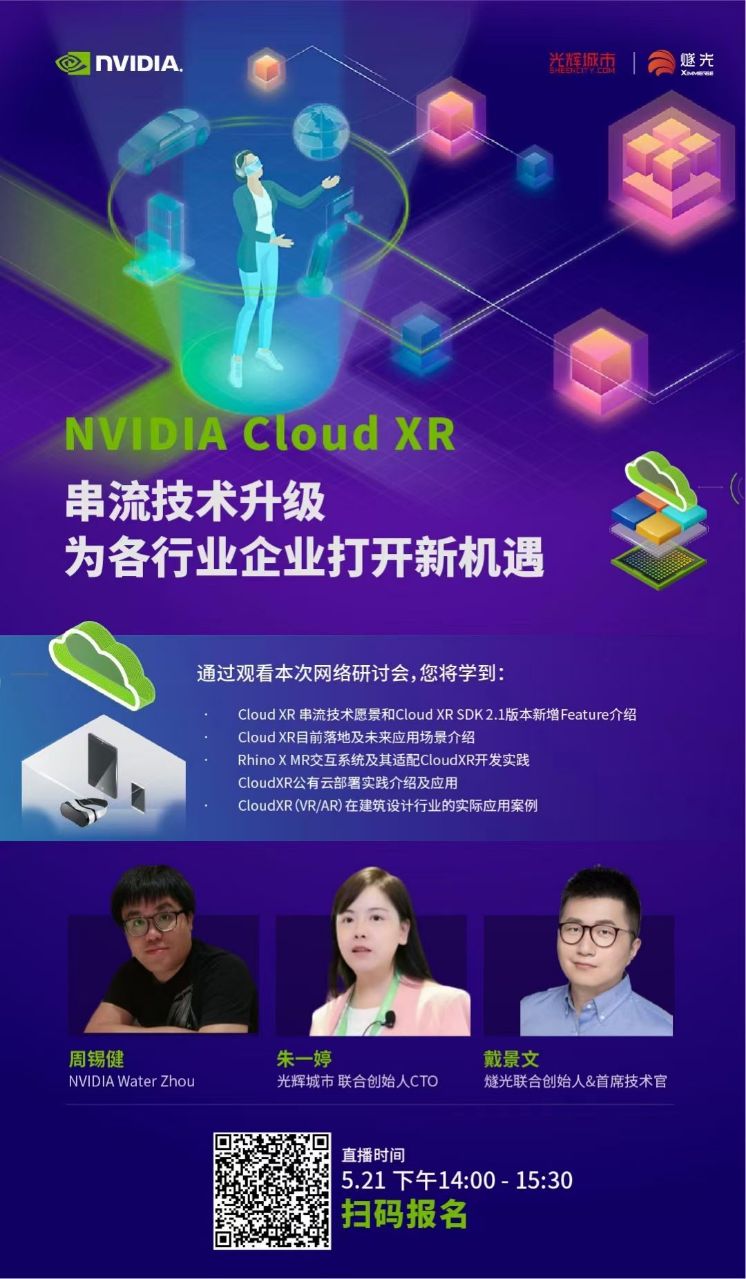 NVIDIA.
光辉城市
SHEENCITY.COM
燧光
XIMMERSE
NVIDIA Cloud XR
串流技术升级
为各行业企业打开新机遇
通过观看本次网络研讨会,您将学到:
· Cloud XR 串流技术愿景和Cloud XR SDK 2.1版本新增Feature介绍
· Cloud XR目前落地及未来应用场景介绍
· Rhino X MR交互系统及其适配CloudXR开发实践
CloudXR公有云部署实践介绍及应用
· CloudXR(VR/AR)在建筑设计行业的实际应用案例
周锡健
NVIDIA Water Zhou
朱一婷
光辉城市 联合创始人CTO
戴景文
燧光联合创始人&首席技术官
直播时间
5.21 下午14:00 - 15:30
扫码报名